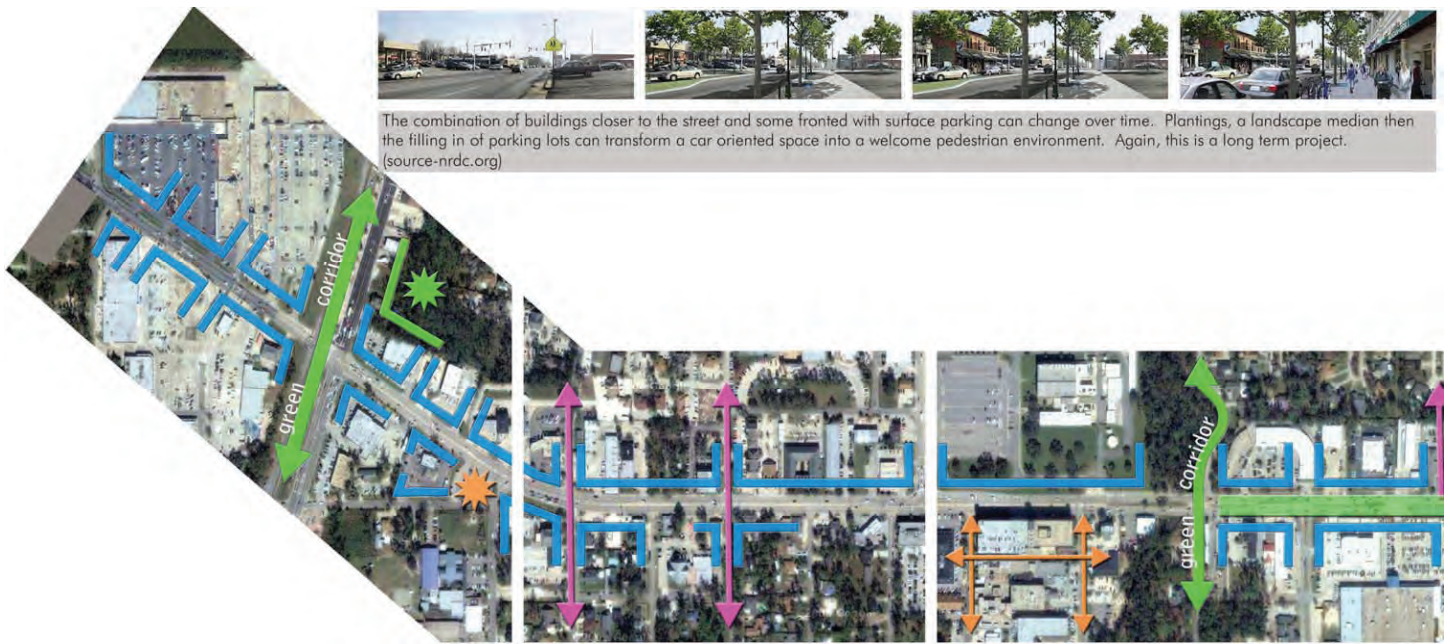 The combination of buildings closer to the street and some fronted with surface parking can change over time.  Plantings, a landscape median then
the filling in of parking lots can transform a car oriented space into a welcome pedestrian environment.  Again, this is a long term project.
(source-nrdc.org)
green corridor
green corridor